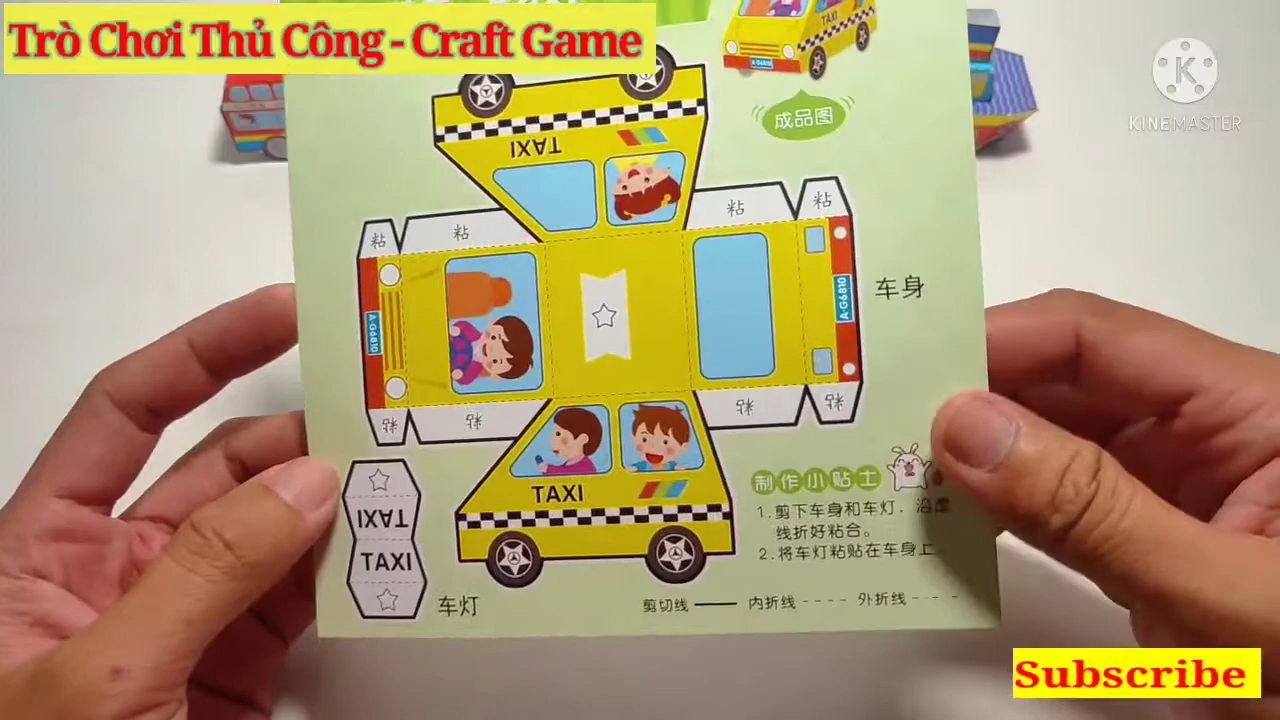 Trò Chơi Thủ Công - Craft Game
K
KINEMASTER
TAXI
A·G6810
成品图
TAXI
粘
粘
粘
粘
A·G6810
A·G6810
车身
粘
粘
粘
粘
TAXI
TAXI
TAXI
车灯
制作小贴士
1.剪下车身和车灯．沿虚
线折好粘合。
2.将车灯粘贴在车身上
剪切线 内折线 外折线
Subscribe